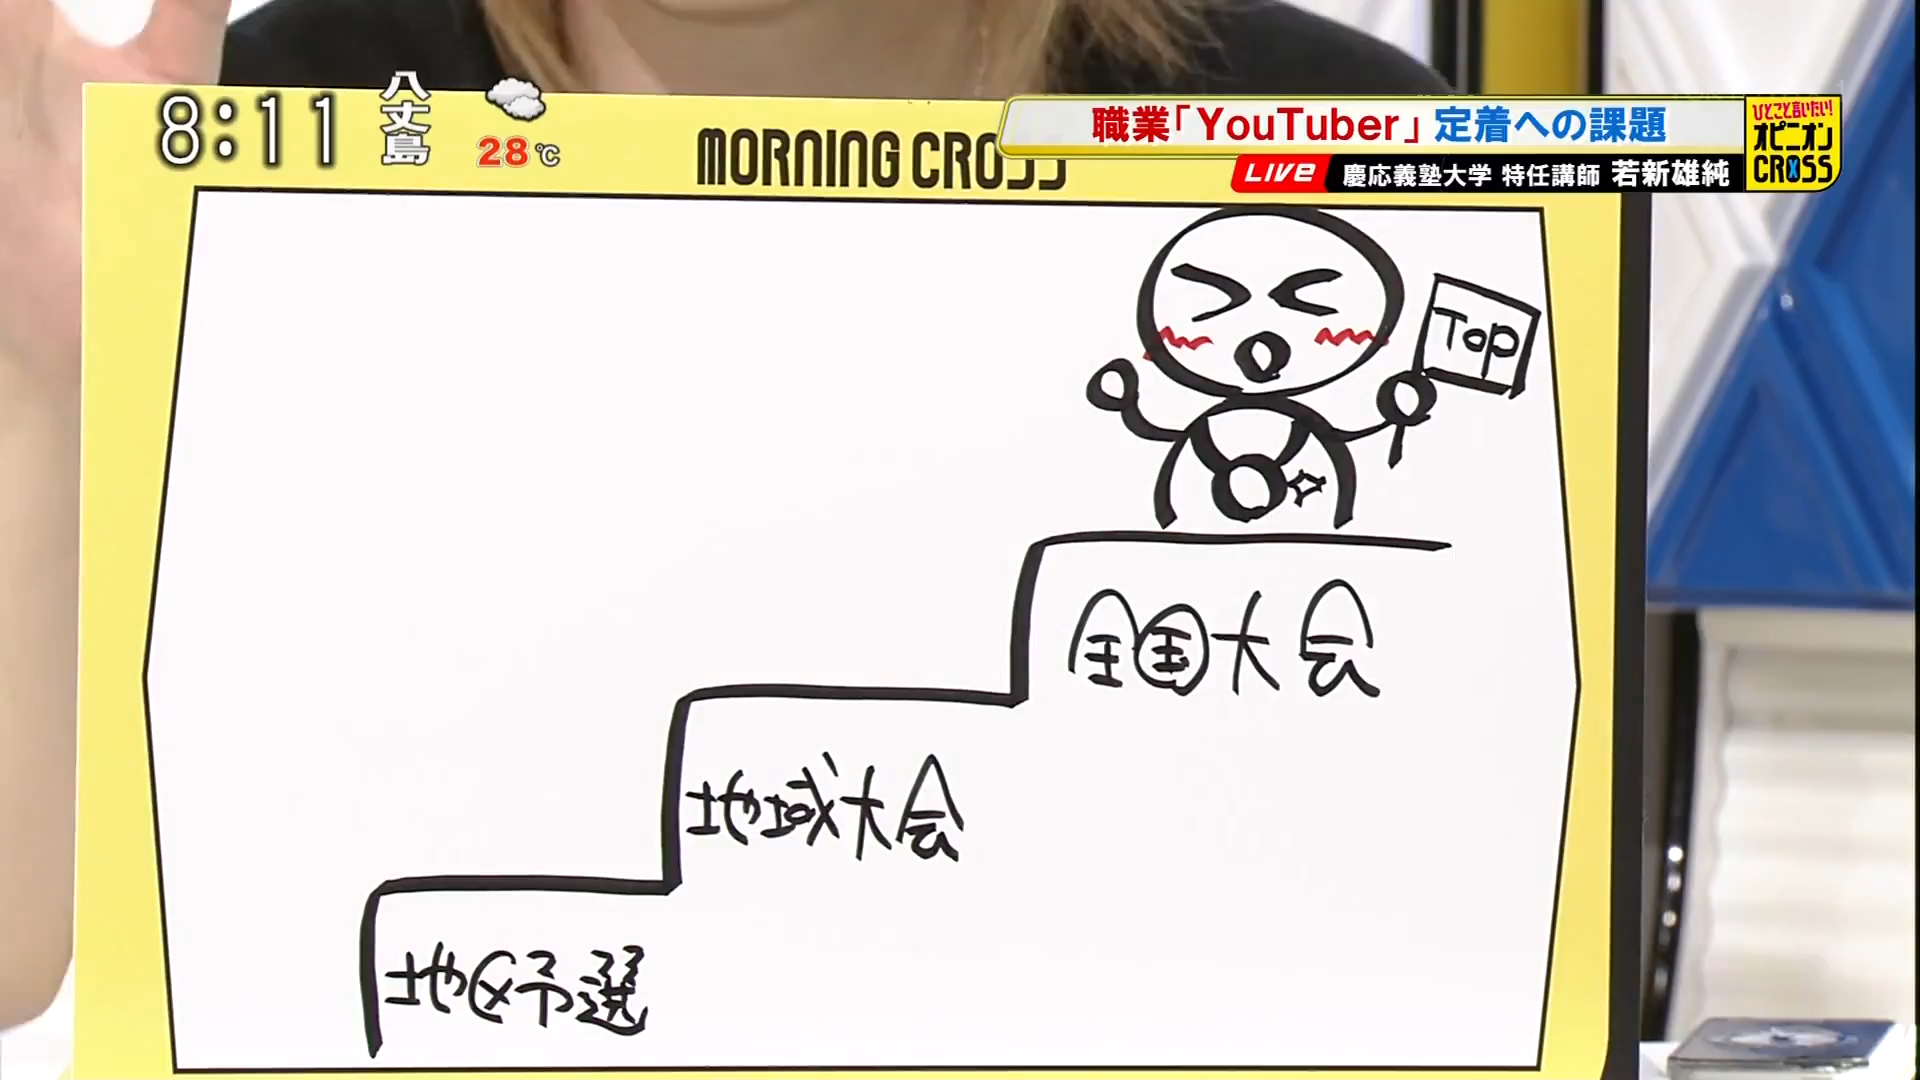 8:11
八丈島
28℃
MORNING CROSS
職業「YouTuber」定着への課題
LIVE 慶応義塾大学 特任講師 若新雄純
ひとこと言いたい!
オピニオン
CROSS
TOP
全国大会
地域大会
地区予選